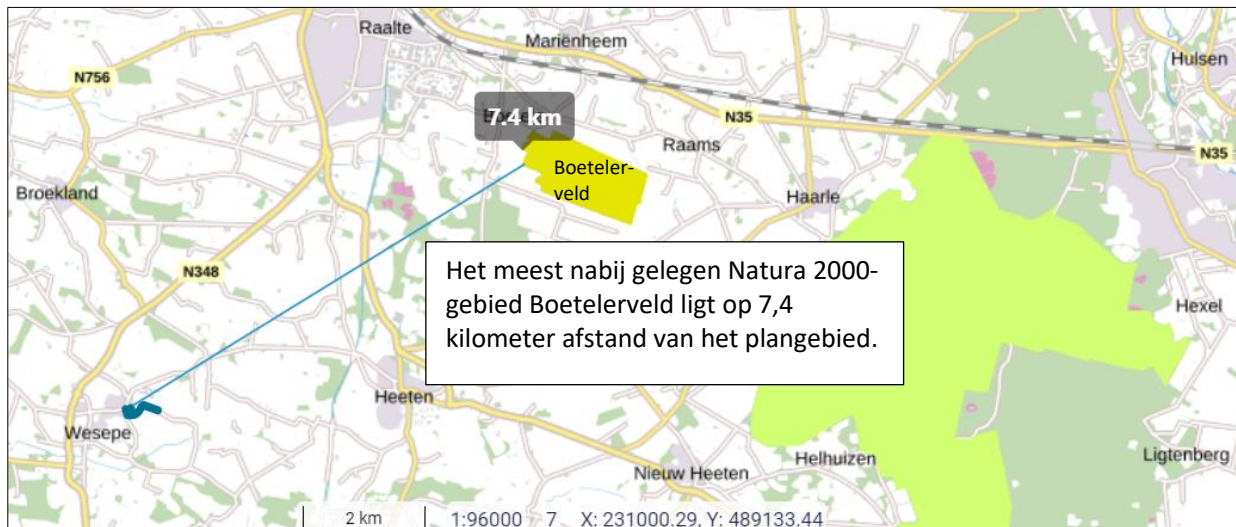 Raalte
Mariënheem
Hulsen
N756
7.4 km
N35
Raams
N35
Boeteler-
veld
Broekland
Haarle
N348
Het meest nabij gelegen Natura 2000-
gebied Boetelerveld ligt op 7,4
kilometer afstand van het plangebied.
Hexel
Heeten
Wesepe
Nieuw Heeten
Helhuizen
Ligtenberg
2 km
1:96000 7 X: 231000.29, Y: 489133.44